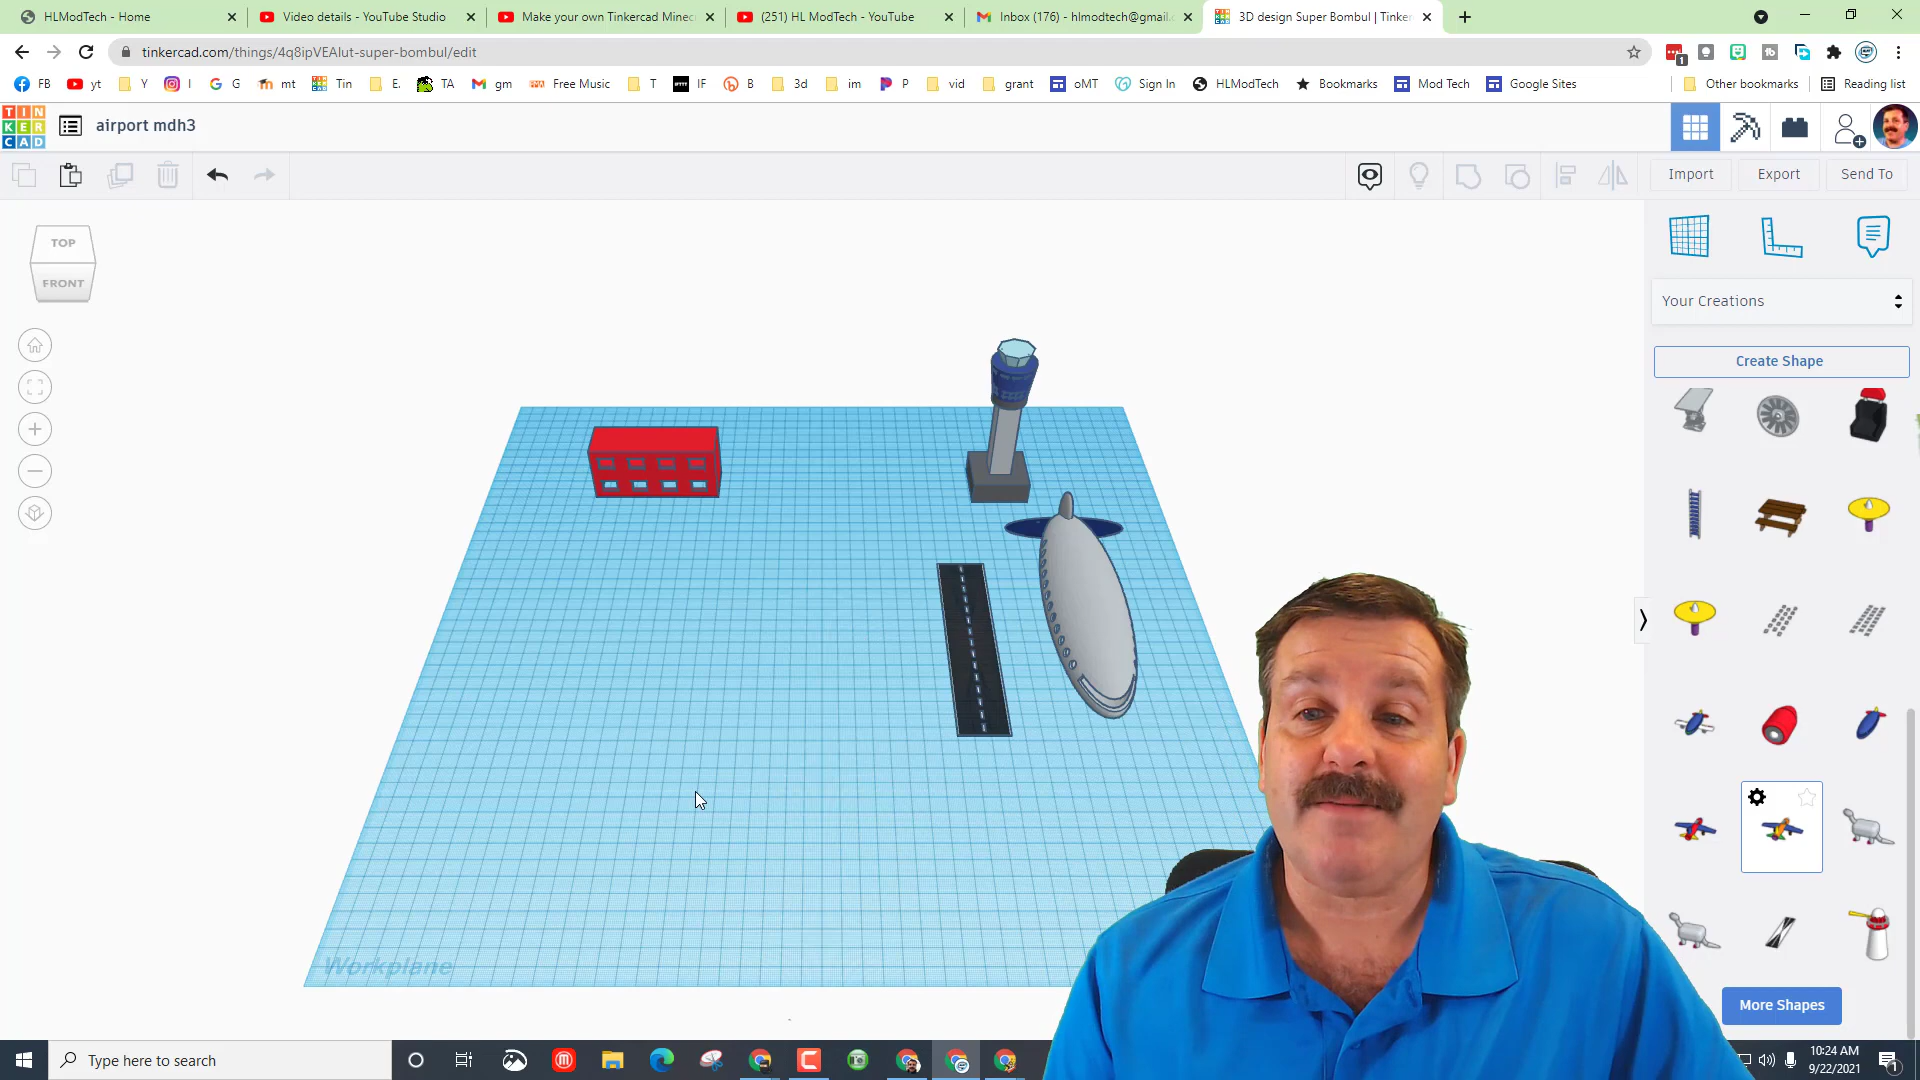 HLModTech - Home
Video details - YouTube Studio
Make your own Tinkercad Minec
(251) HL ModTech - YouTube
Inbox (176) - hlmodtech@gmail.
3D design Super Bombul | Tinker
tinkercad.com/things/4q8ipVEAlut-super-bombul/edit
FB
yt
Y
I
G
mt
Tin
E.
TA
gm
Free Music
T
IF
B
3d
im
P
vid
grant
oMT
Sign In
HLModTech
Bookmarks
Mod Tech
Google Sites
Other bookmarks
Reading list
TIN
KER
CAD
airport mdh3
Import
Export
Send To
TOP
FRONT
Your Creations
Create Shape
Workplane
More Shapes
Type here to search
10:24 AM
9/22/2021